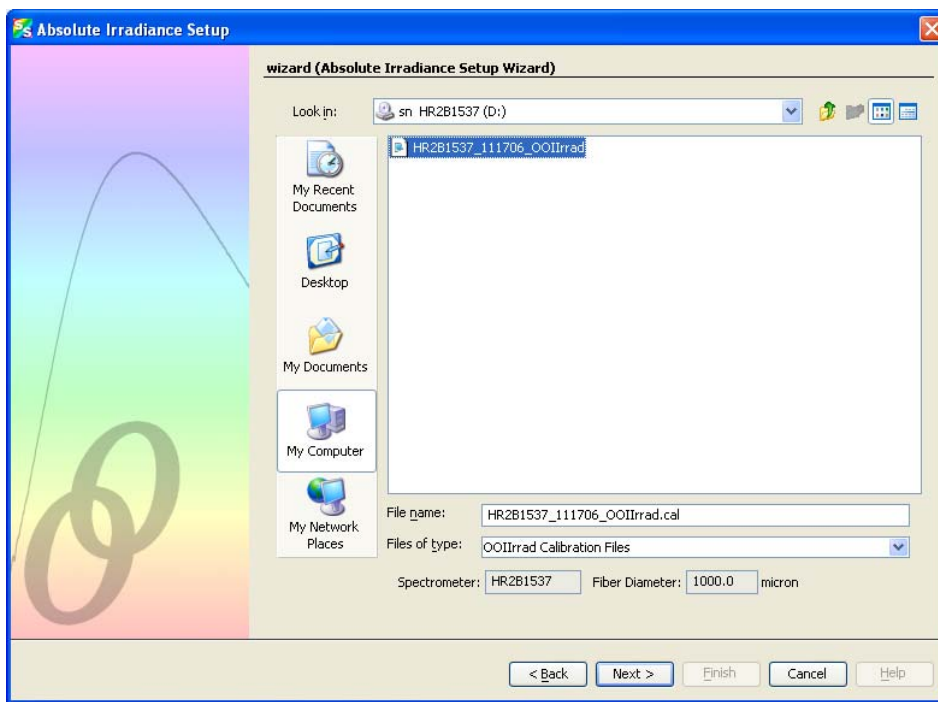 Absolute Irradiance Setup
wizard (Absolute Irradiance Setup Wizard)
Look in: sn HR2B1537 (D:)
HR2B1537_111706_OOIIrrad
My Recent
Documents
Desktop
My Documents
My Computer
My Network
Places
File name: HR2B1537_111706_OOIIrrad.cal
Files of type: OOIIrrad Calibration Files
Spectrometer: HR2B1537 Fiber Diameter: 1000.0 micron
< Back Next > Finish Cancel Help